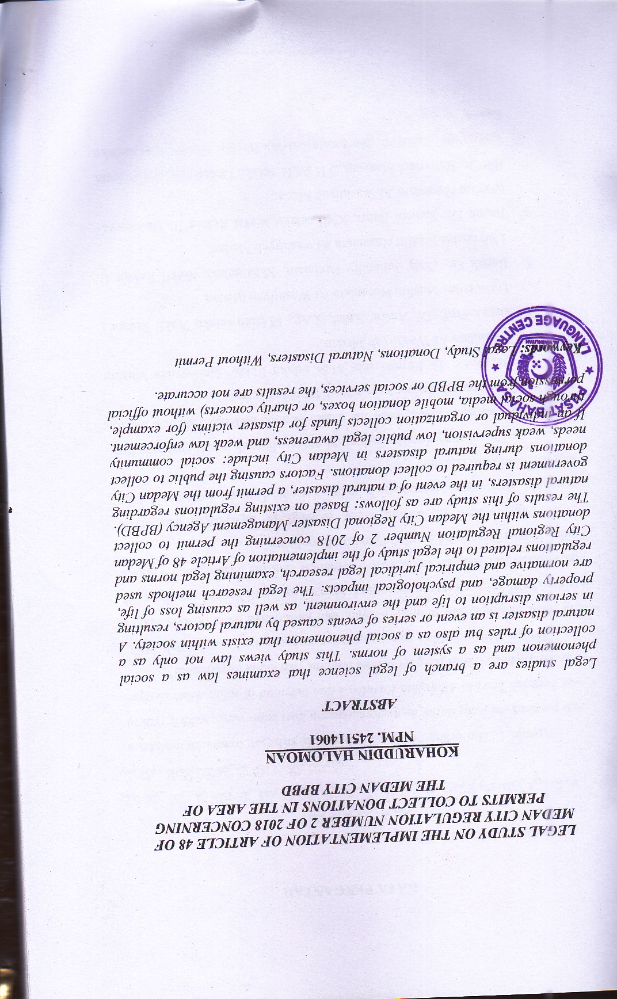 LEGAL STUDY ON THE IMPLEMENTATION OF ARTICLE 48 OF
MEDAN CITY REGULATION NUMBER 2 OF 2018 CONCERNING
PERMITS TO COLLECT DONATIONS IN THE AREA OF
THE MEDAN CITY BPBD
KOHARUDDIN HALOMOAN
NPM. 245114061
ABSTRACT
Legal studies are a branch of legal science that examines law as a social
phenomenon and as a system of norms. This study views law not only as a
collection of rules but also as a social phenomenon that exists within society. A
natural disaster is an event or series of events caused by natural factors, resulting
in serious disruption to life and the environment, as well as causing loss of life,
property damage, and psychological impacts. The legal research methods used
are normative and empirical juridical legal research, examining legal norms and
regulations related to the legal study of the implementation of Article 48 of Medan
City Regional Regulation Number 2 of 2018 concerning the permit to collect
donations within the Medan City Regional Disaster Management Agency (BPBD).
The results of this study are as follows: Based on existing regulations regarding
natural disasters, in the event of a natural disaster, a permit from the Medan City
government is required to collect donations. Factors causing the public to collect
donations during natural disasters in Medan City include: social community
needs, weak supervision, low public legal awareness, and weak law enforcement.
If an individual or organization collects funds for disaster victims (for example,
through social media, mobile donation boxes, or charity concerts) without official
permission from the BPBD or social services, the results are not accurate.
Keywords: Legal Study, Donations, Natural Disasters, Without Permit
PUSAT BAHASA
LANGUAGE CENTRE